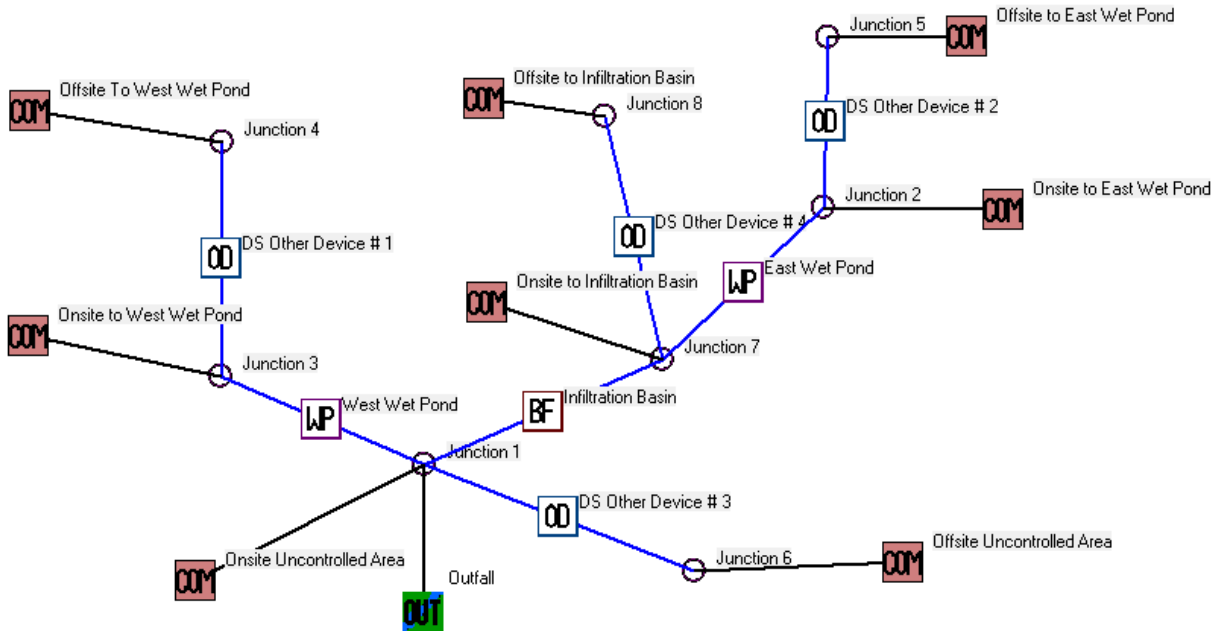 Offsite to East Wet Pond
Junction 5
COM
Offsite to Infiltration Basin
Offsite To West Wet Pond
COM
COM
Junction 8
DS Other Device # 2
OD
Junction 4
Onsite to East Wet Pond
Junction 2
COM
DS Other Device # 4
OD
DS Other Device # 1
OD
East Wet Pond
WP
Onsite to Infiltration Basin
COM
Onsite to West Wet Pond
COM
Junction 7
Junction 3
Infiltration Basin
BF
West Wet Pond
WP
Junction 1
DS Other Device # 3
OD
Offsite Uncontrolled Area
COM
Onsite Uncontrolled Area
COM
Junction 6
Outfall
OUT